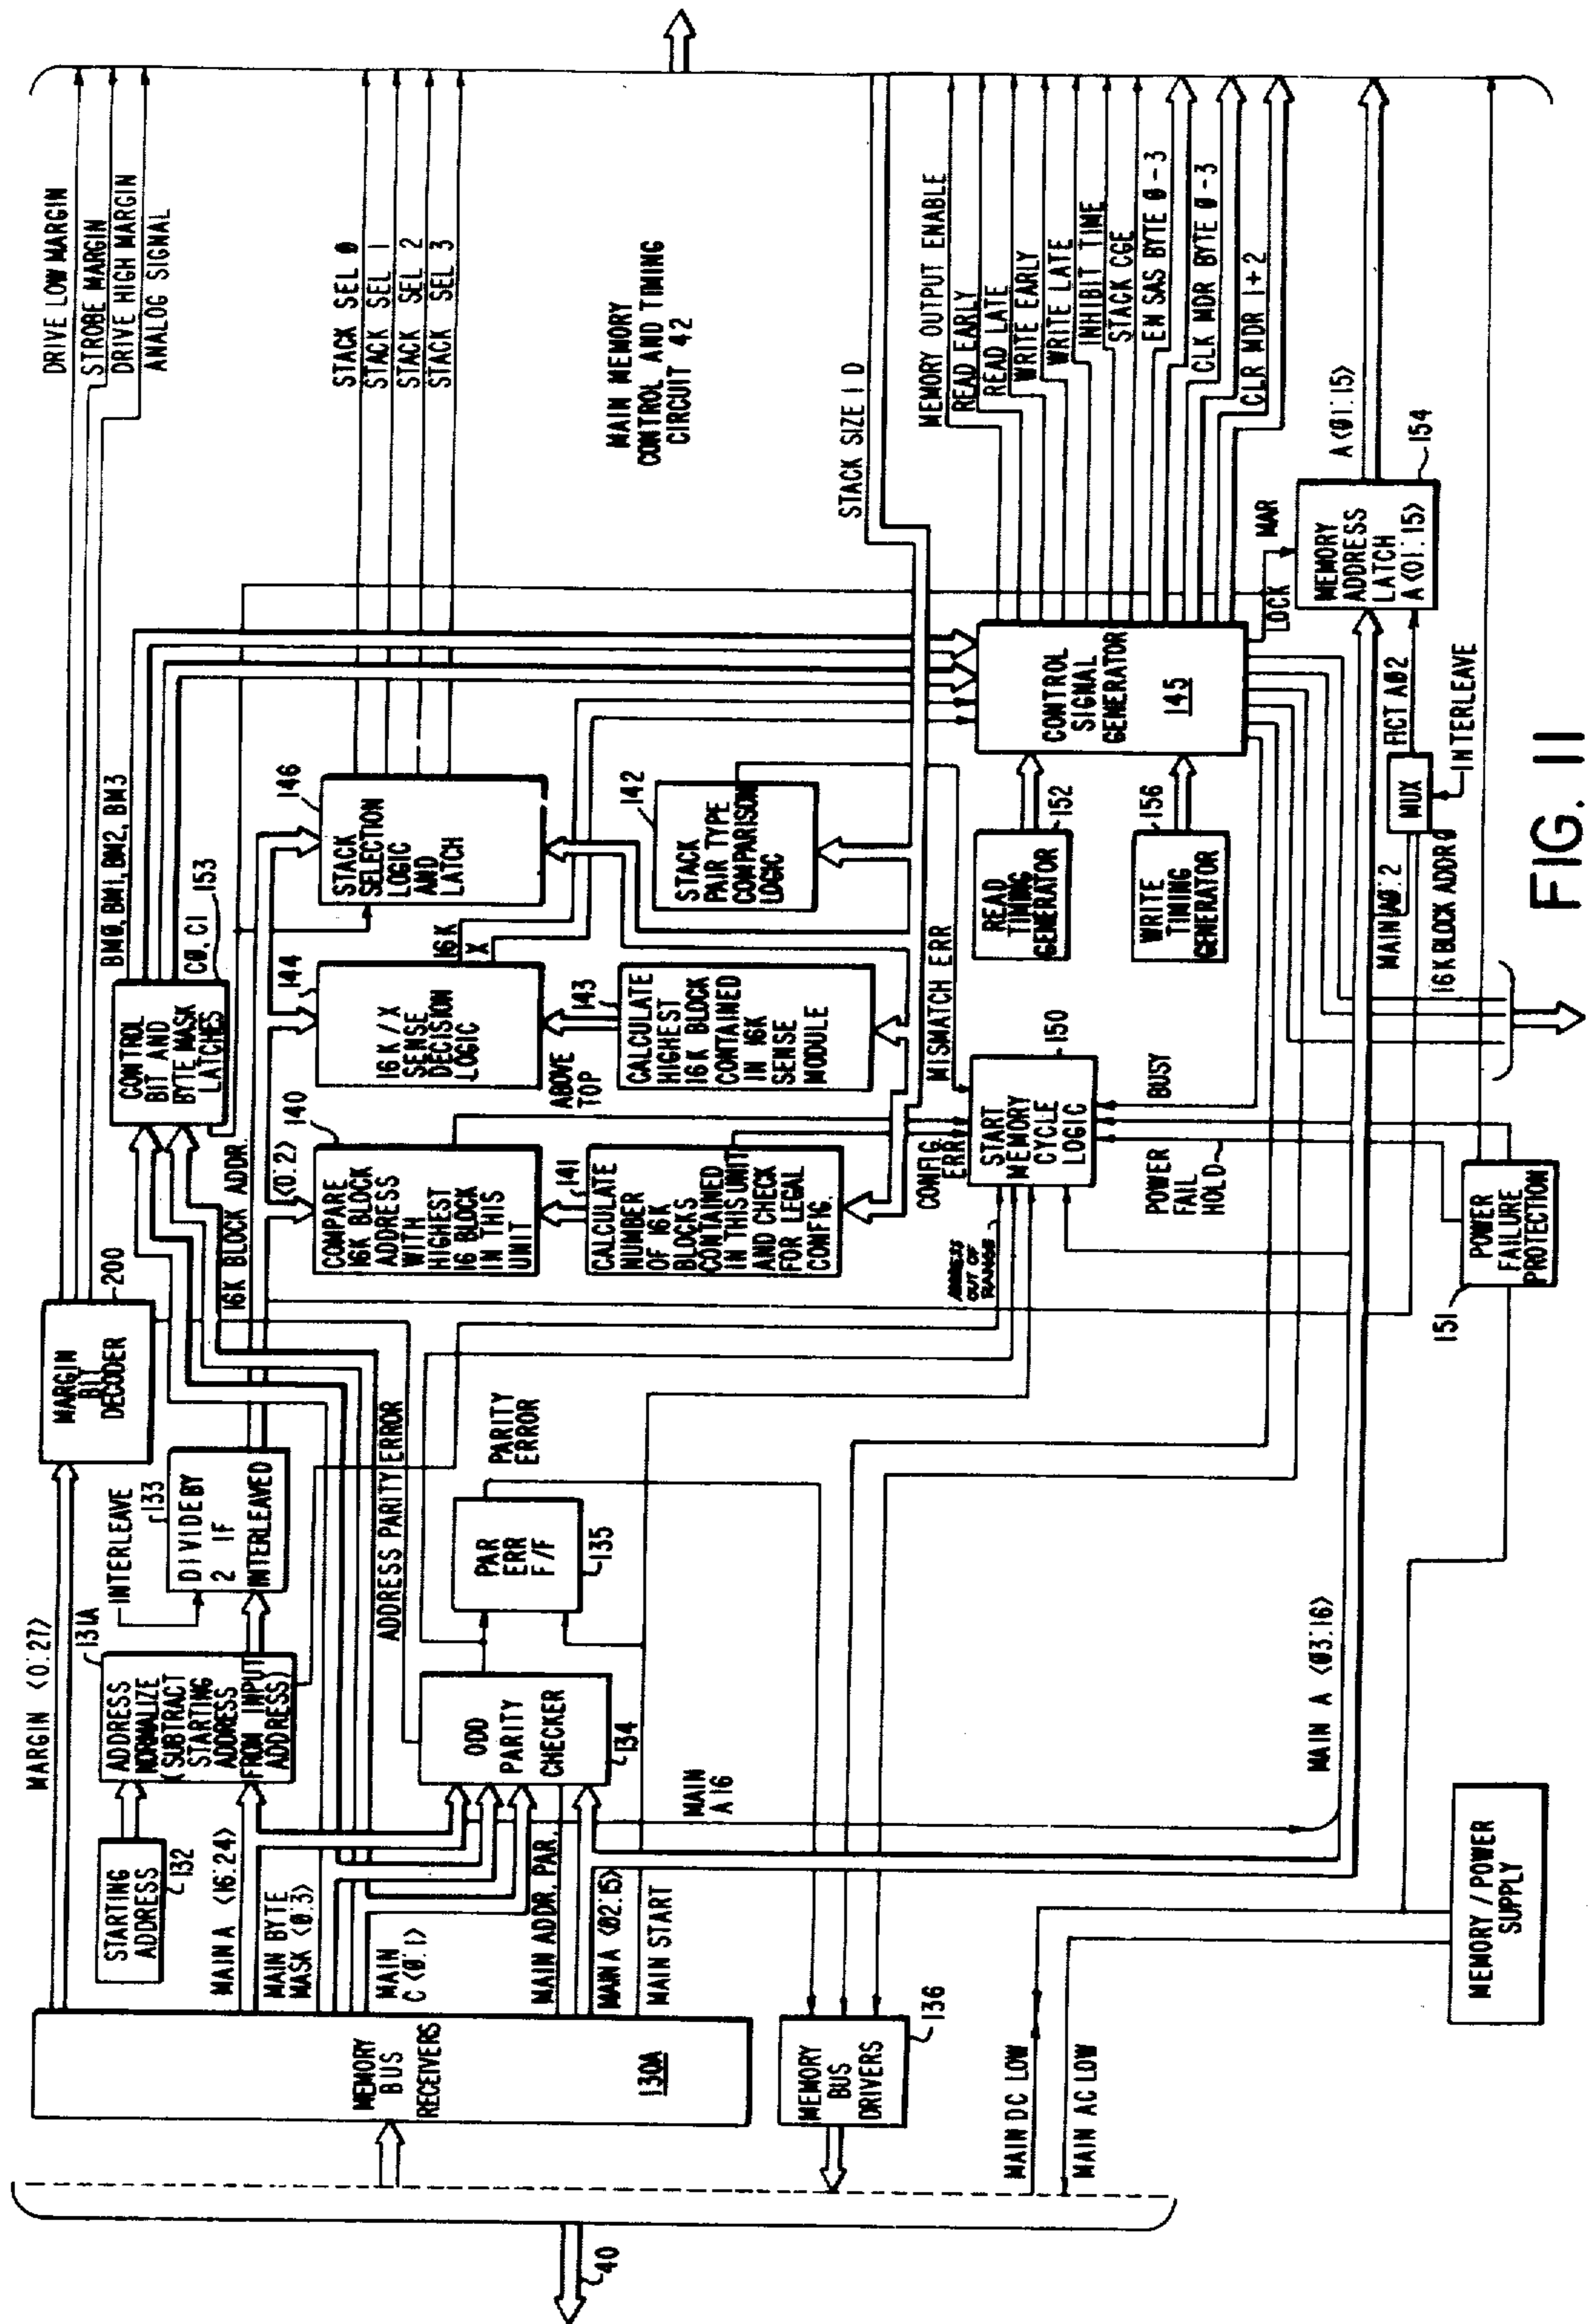 MARGIN <0:27>
STARTING
ADDRESS
132
131A
ADDRESS
NORMALIZE
(SUBTRACT
STARTING
ADDRESS
FROM INPUT
ADDRESS)
INTERLEAVE
133
DIVIDE BY
2 IF
INTERLEAVED
MARGIN
BIT
DECODER
200
DRIVE LOW MARGIN
STROBE MARGIN
DRIVE HIGH MARGIN
ANALOG SIGNAL
MAIN A <16:24>
MAIN BYTE
MASK <0:3>
MAIN
C <0:1>
MAIN ADDR. PAR.
MAIN A <02:15>
MAIN START
MEMORY
BUS
RECEIVERS
130A
CONTROL
BIT AND
BYTE MASK
LATCHES
153
BM0, BM1, BM2, BM3
C0, C1
16K BLOCK ADDR.
<0:2>
ADDRESS PARITY ERROR
ODD
PARITY
CHECKER
134
PAR
ERR
F/F
135
PARITY
ERROR
MAIN
A16
140
COMPARE
16K BLOCK
ADDRESS
WITH
HIGHEST
16 BLOCK
IN THIS
UNIT
141
CALCULATE
NUMBER
OF 16K
BLOCKS
CONTAINED
IN THIS UNIT
AND CHECK
FOR LEGAL
CONFIG.
144
16K/X
SENSE
DECISION
LOGIC
16K
X
ABOVE
TOP
143
CALCULATE
HIGHEST
16K BLOCK
CONTAINED
IN 16K
SENSE
MODULE
146
STACK
SELECTION
LOGIC
AND
LATCH
142
STACK
PAIR TYPE
COMPARISON
LOGIC
STACK SEL 0
STACK SEL 1
STACK SEL 2
STACK SEL 3
MAIN MEMORY
CONTROL AND TIMING
CIRCUIT 42
STACK SIZE I D
MISMATCH ERR
CONFIG.
ERR
ADDRESS
OUT OF
RANGE
START
MEMORY
CYCLE
LOGIC
150
BUSY
POWER
FAIL
HOLD
READ
TIMING
GENERATOR
152
WRITE
TIMING
GENERATOR
156
CONTROL
SIGNAL
GENERATOR
145
MEMORY OUTPUT ENABLE
READ EARLY
READ LATE
WRITE EARLY
WRITE LATE
INHIBIT TIME
STACK CGE
EN SAS BYTE 0-3
CLK MDR BYTE 0-3
CLR MDR 1+2
LOCK
MAR
MEMORY
ADDRESS
LATCH
A<01:15>
154
A<01:15>
MAIN A <03:16>
MAIN A0:2
16K BLOCK ADDR 0
MUX
FICT A02
INTERLEAVE
POWER
FAILURE
PROTECTION
151
MEMORY
BUS
DRIVERS
136
MAIN DC LOW
MAIN AC LOW
MEMORY / POWER
SUPPLY
40
FIG. 11